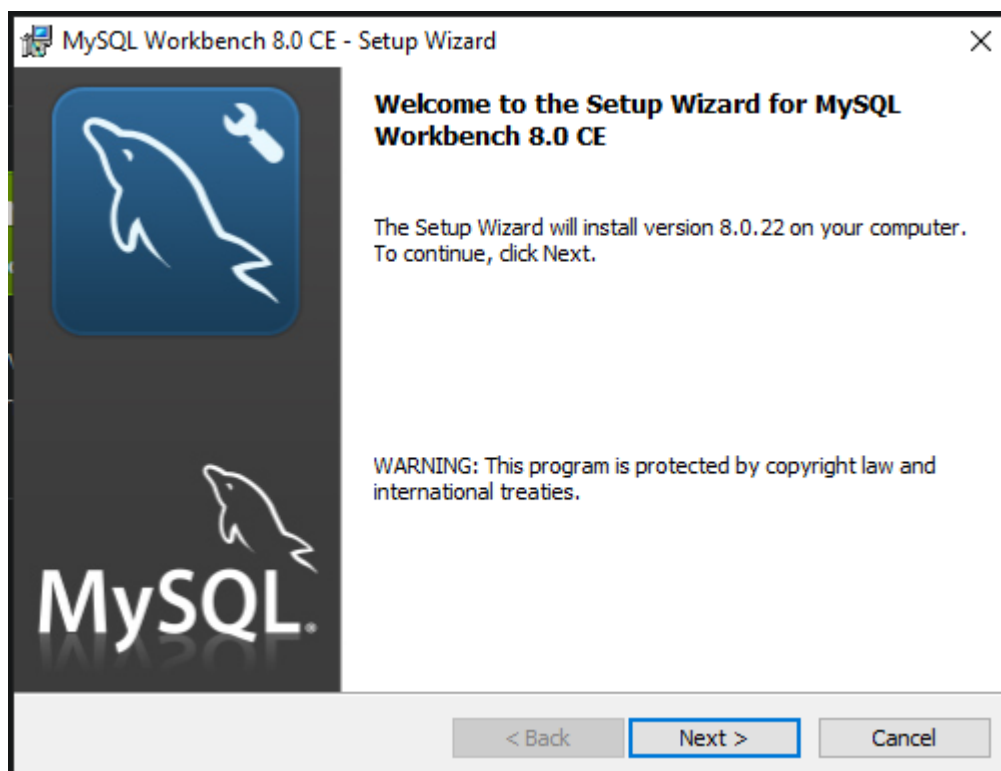 MySQL Workbench 8.0 CE - Setup Wizard
Welcome to the Setup Wizard for MySQL
Workbench 8.0 CE
The Setup Wizard will install version 8.0.22 on your computer.
To continue, click Next.
WARNING: This program is protected by copyright law and
international treaties.
MySQL®
< Back
Next >
Cancel